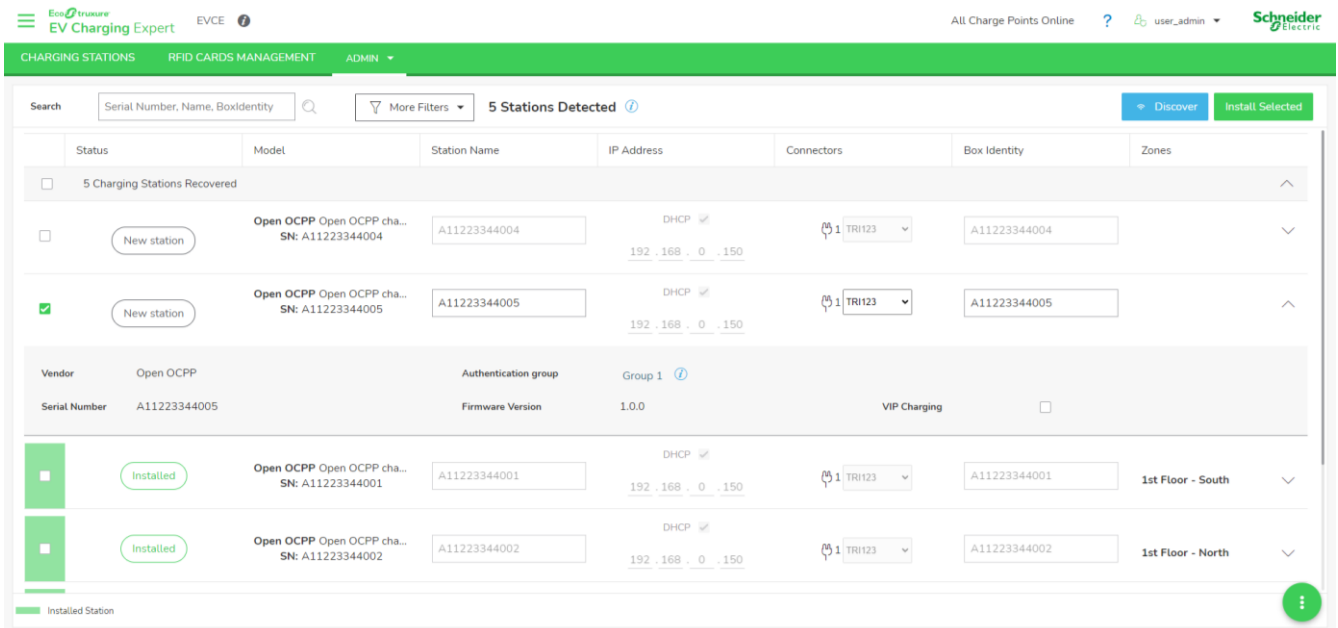 EcoStruxure
EV Charging Expert
EVCE
All Charge Points Online
?
user_admin
Schneider Electric
CHARGING STATIONS
RFID CARDS MANAGEMENT
ADMIN
Search
Serial Number, Name, BoxIdentity
More Filters
5 Stations Detected
Discover
Install Selected
Status
Model
Station Name
IP Address
Connectors
Box Identity
Zones
5 Charging Stations Recovered
New station
Open OCPP Open OCPP cha...
SN: A11223344004
A11223344004
DHCP
192 . 168 . 0 . 150
1 TRI123
A11223344004
New station
Open OCPP Open OCPP cha...
SN: A11223344005
A11223344005
DHCP
192 . 168 . 0 . 150
1 TRI123
A11223344005
Vendor
Open OCPP
Authentication group
Group 1
Serial Number
A11223344005
Firmware Version
1.0.0
VIP Charging
Installed
Open OCPP Open OCPP cha...
SN: A11223344001
A11223344001
DHCP
192 . 168 . 0 . 150
1 TRI123
A11223344001
1st Floor - South
Installed
Open OCPP Open OCPP cha...
SN: A11223344002
A11223344002
DHCP
192 . 168 . 0 . 150
1 TRI123
A11223344002
1st Floor - North
Installed Station